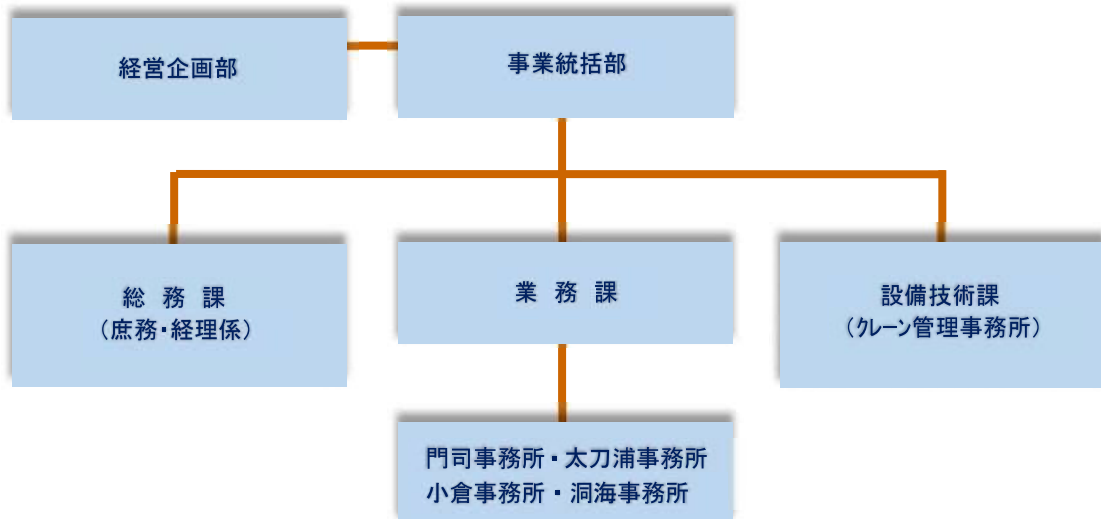 経営企画部
事業統括部
総 務 課
（庶務・経理係）
業 務 課
設備技術課
（クレーン管理事務所）
門司事務所・太刀浦事務所
小倉事務所・洞海事務所